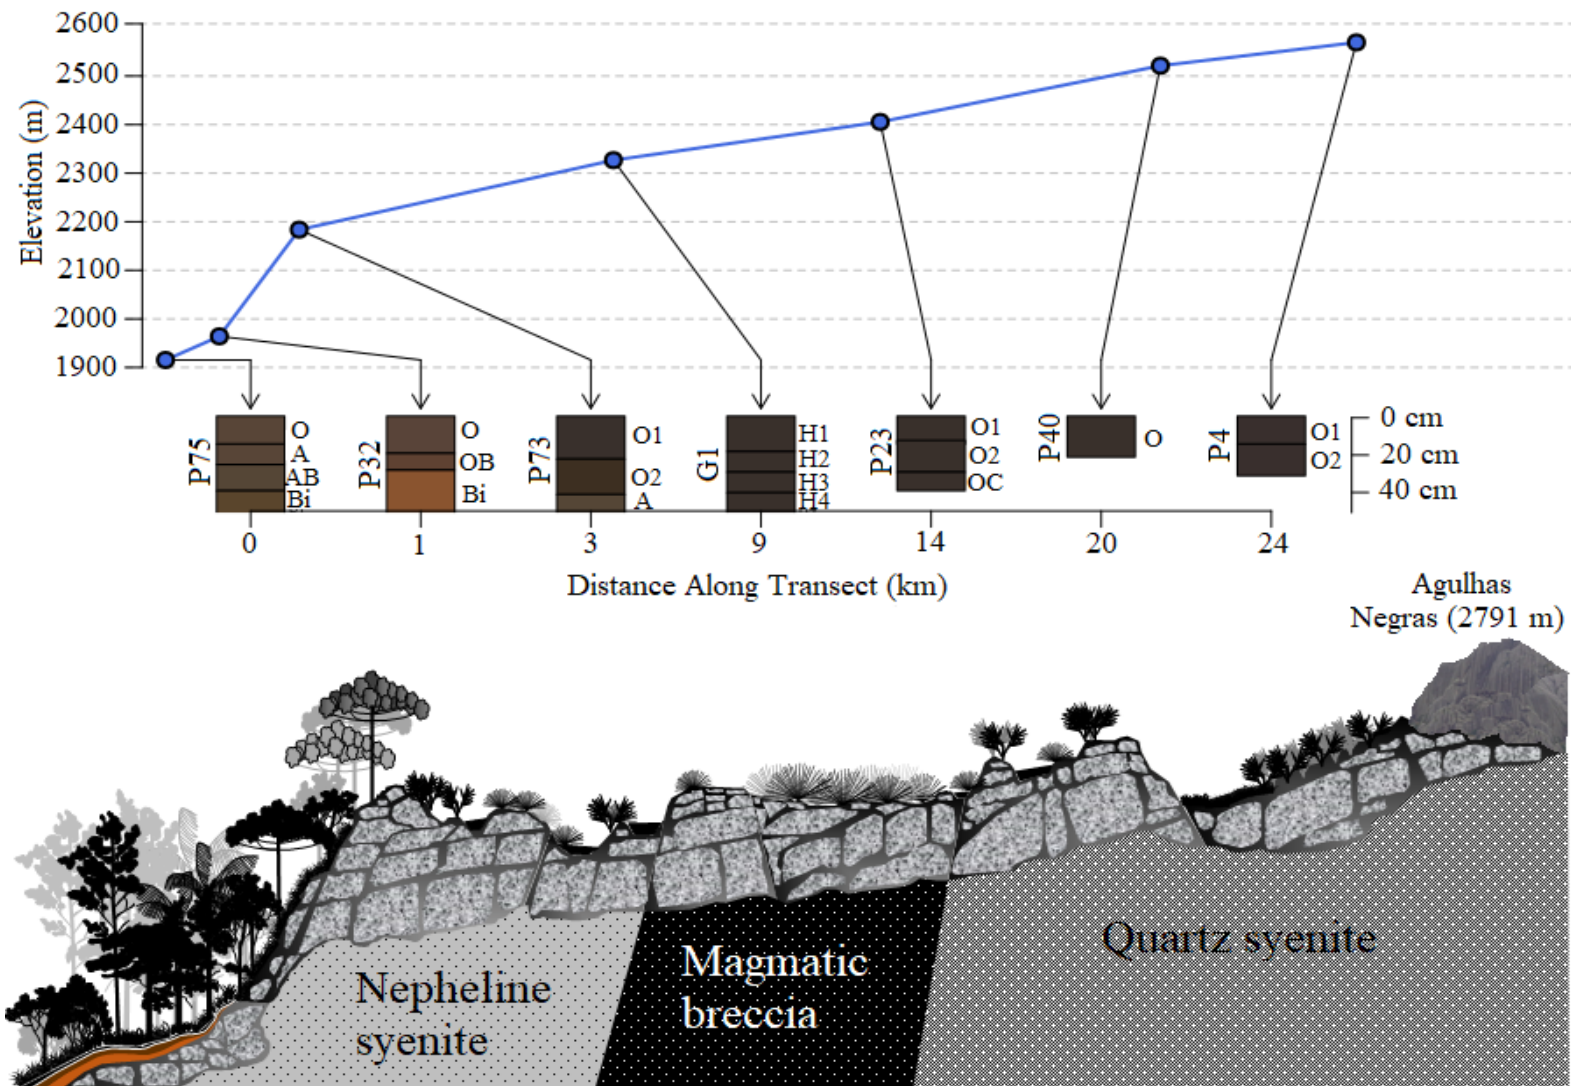 2600
2500
2400
2300
2200
2100
2000
1900
Elevation (m)
P75
O
A
AB
Bi
P32
O
OB
Bi
P73
O1
O2
A
G1
H1
H2
H3
H4
P23
O1
O2
OC
P40
O
P4
O1
O2
0 cm
20 cm
40 cm
0 1 3 9 14 20 24
Distance Along Transect (km)
Agulhas
Negras (2791 m)
Nepheline
syenite
Magmatic
breccia
Quartz syenite